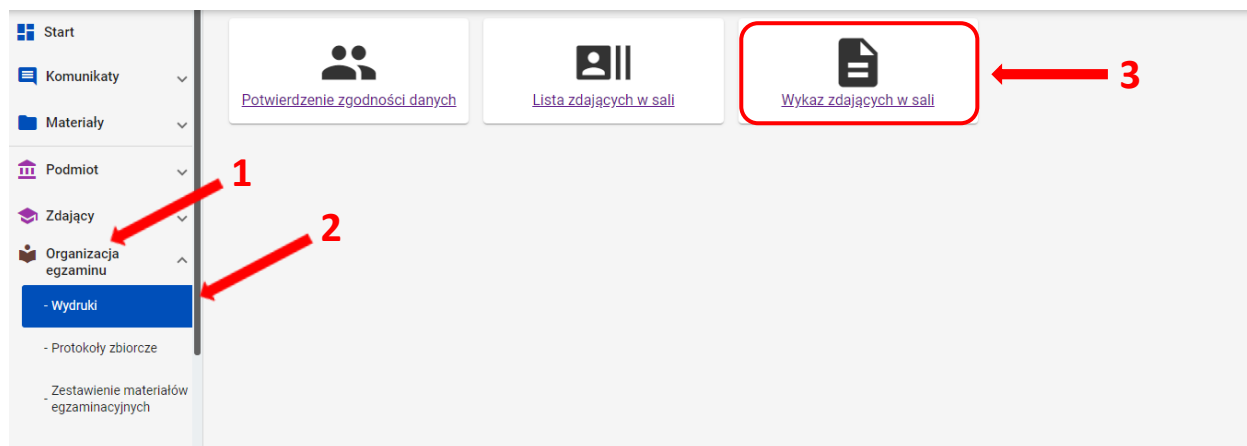 Start
Komunikaty
Materiały
Podmiot
Zdający
Organizacja
egzaminu
- Wydruki
- Protokoły zbiorcze
- Zestawienie materiałów
egzaminacyjnych
Potwierdzenie zgodności danych
Lista zdających w sali
Wykaz zdających w sali
1
2
3